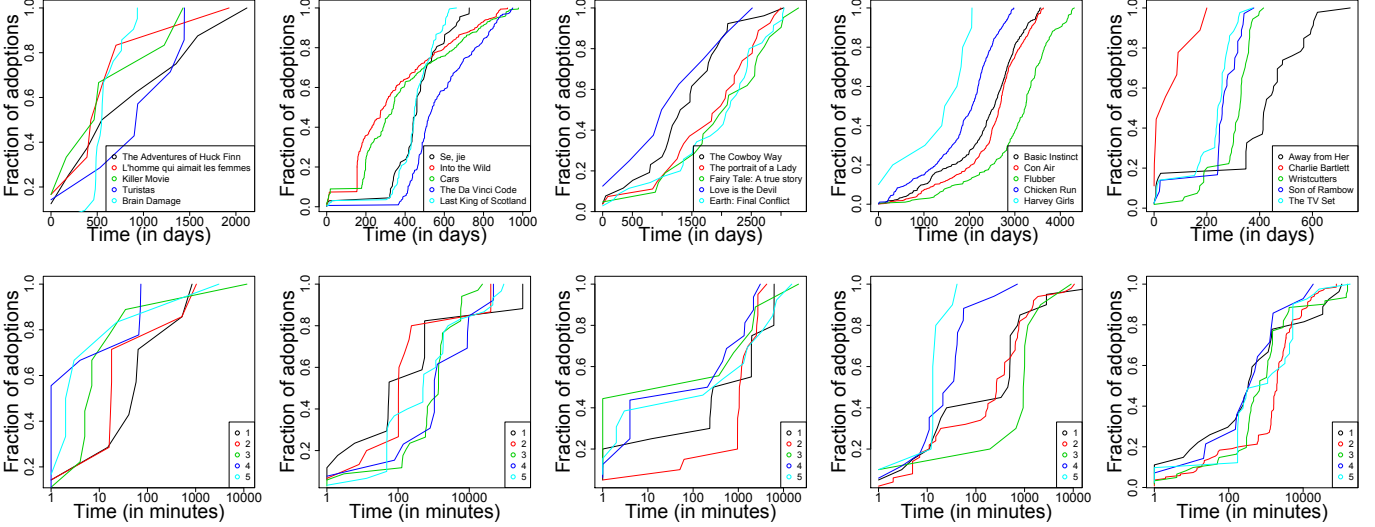 Fraction of adoptions
0.2 0.4 0.6 0.8 1.0
The Adventures of Huck Finn
L'homme qui aimait les femmes
Killer Movie
Turistas
Brain Damage
0 500 1000 1500 2000
Time (in days)
Fraction of adoptions
0.0 0.2 0.4 0.6 0.8 1.0
Se, jie
Into the Wild
Cars
The Da Vinci Code
Last King of Scotland
0 200 400 600 800 1000
Time (in days)
Fraction of adoptions
0.0 0.2 0.4 0.6 0.8 1.0
The Cowboy Way
The portrait of a Lady
Fairy Tale: A true story
Love is the Devil
Earth: Final Conflict
0 500 1500 2500
Time (in days)
Fraction of adoptions
0.0 0.2 0.4 0.6 0.8 1.0
Basic Instinct
Con Air
Flubber
Chicken Run
Harvey Girls
0 1000 2000 3000 4000
Time (in days)
Fraction of adoptions
0.0 0.2 0.4 0.6 0.8 1.0
Away from Her
Charlie Bartlett
Wristcutters
Son of Rambow
The TV Set
0 200 400 600
Time (in days)
Fraction of adoptions
0.2 0.4 0.6 0.8 1.0
1
2
3
4
5
1 10 100 1000 10000
Time (in minutes)
Fraction of adoptions
0.2 0.4 0.6 0.8 1.0
1
2
3
4
5
1 100 10000
Time (in minutes)
Fraction of adoptions
0.2 0.4 0.6 0.8 1.0
1
2
3
4
5
1 10 100 1000 10000
Time (in minutes)
Fraction of adoptions
0.2 0.4 0.6 0.8 1.0
1
2
3
4
5
1 10 100 1000 10000
Time (in minutes)
Fraction of adoptions
0.0 0.2 0.4 0.6 0.8 1.0
1
2
3
4
5
1 100 10000
Time (in minutes)